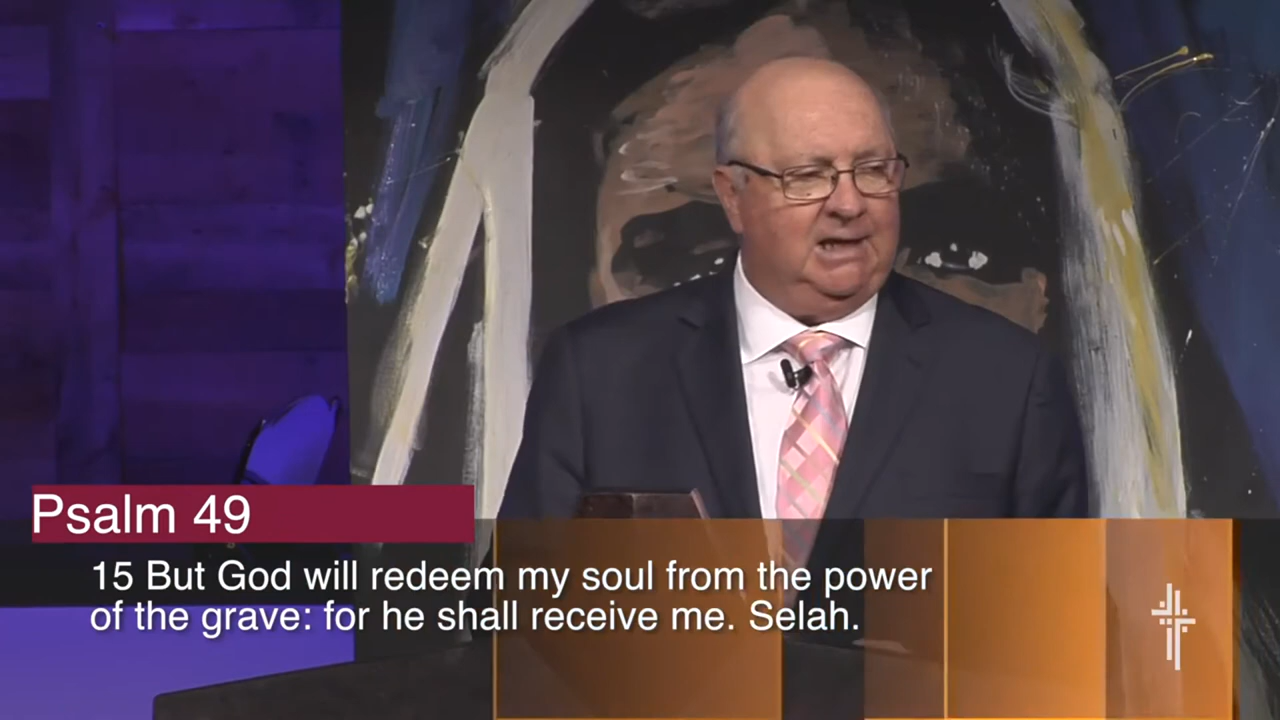 Psalm 49
15 But God will redeem my soul from the power
of the grave: for he shall receive me. Selah.